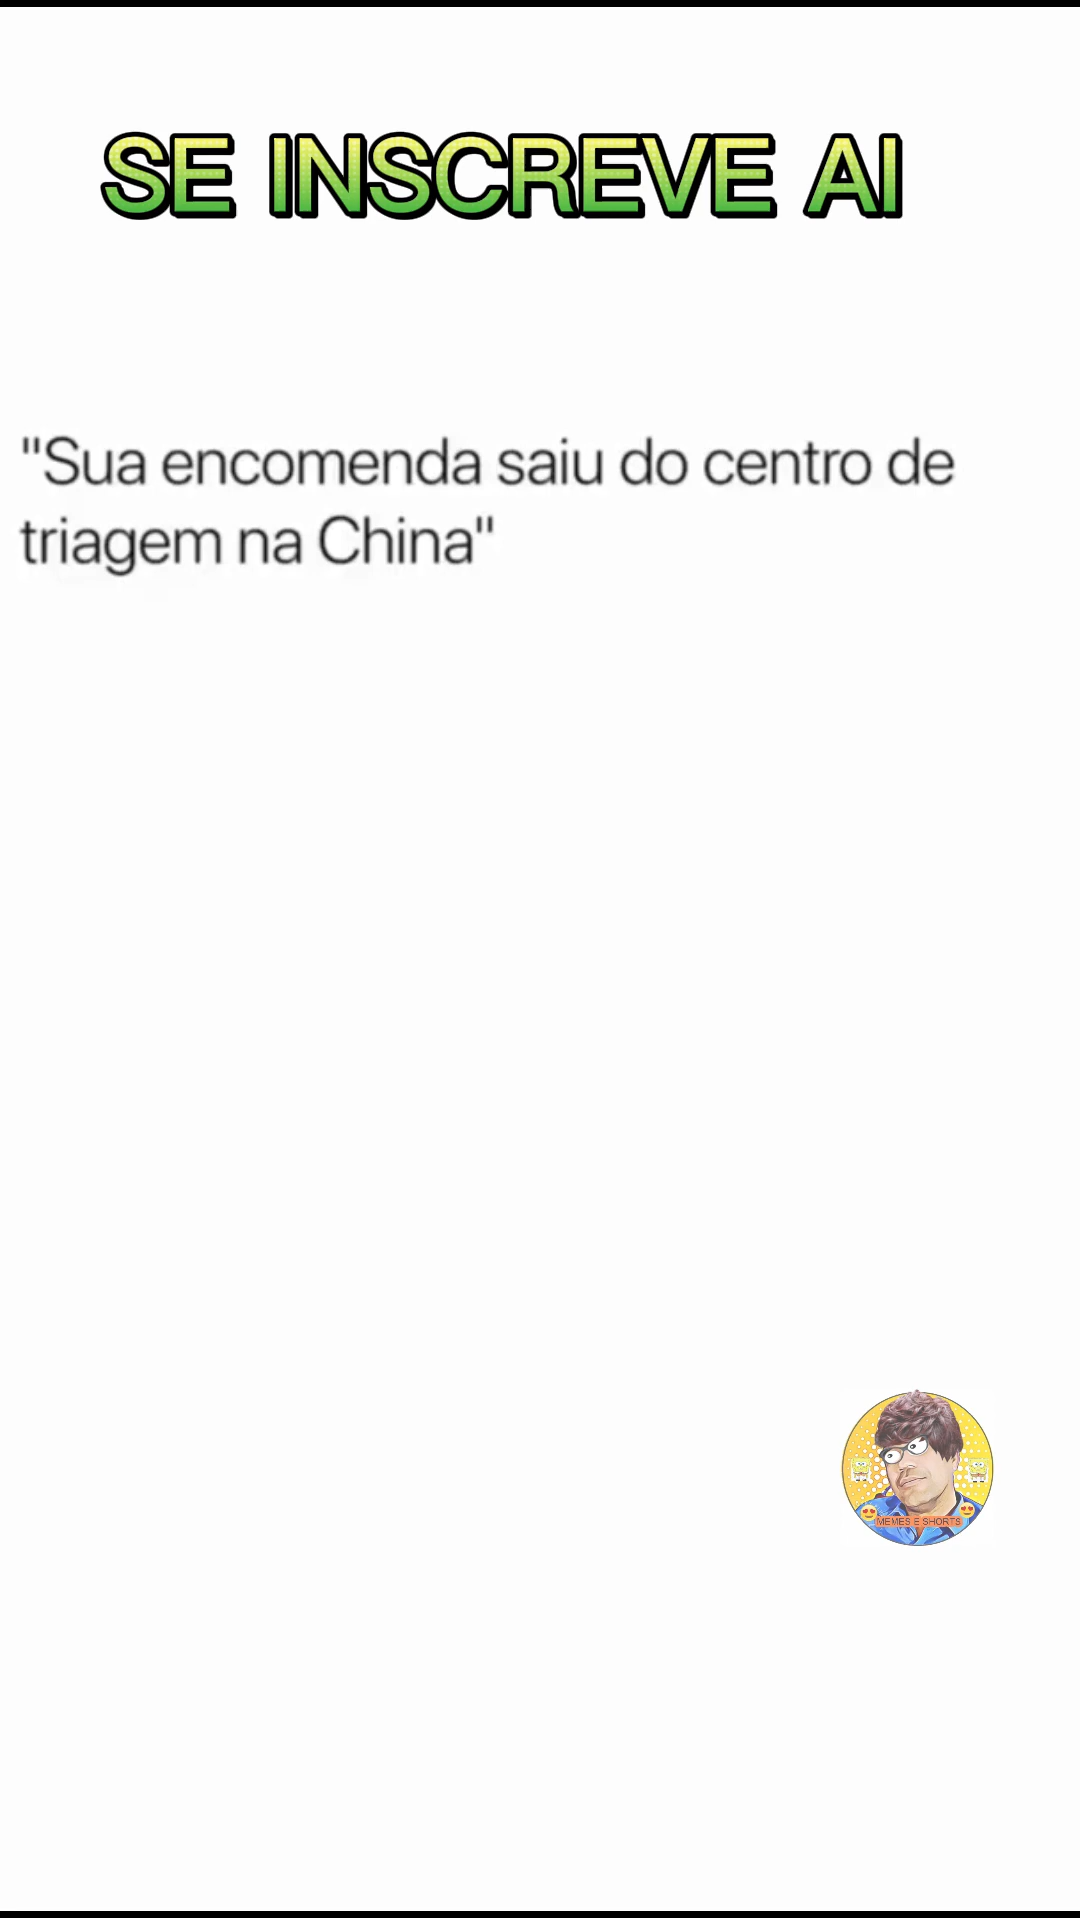 SE INSCREVE AI
"Sua encomenda saiu do centro de
triagem na China"
MEMES E SHORTS